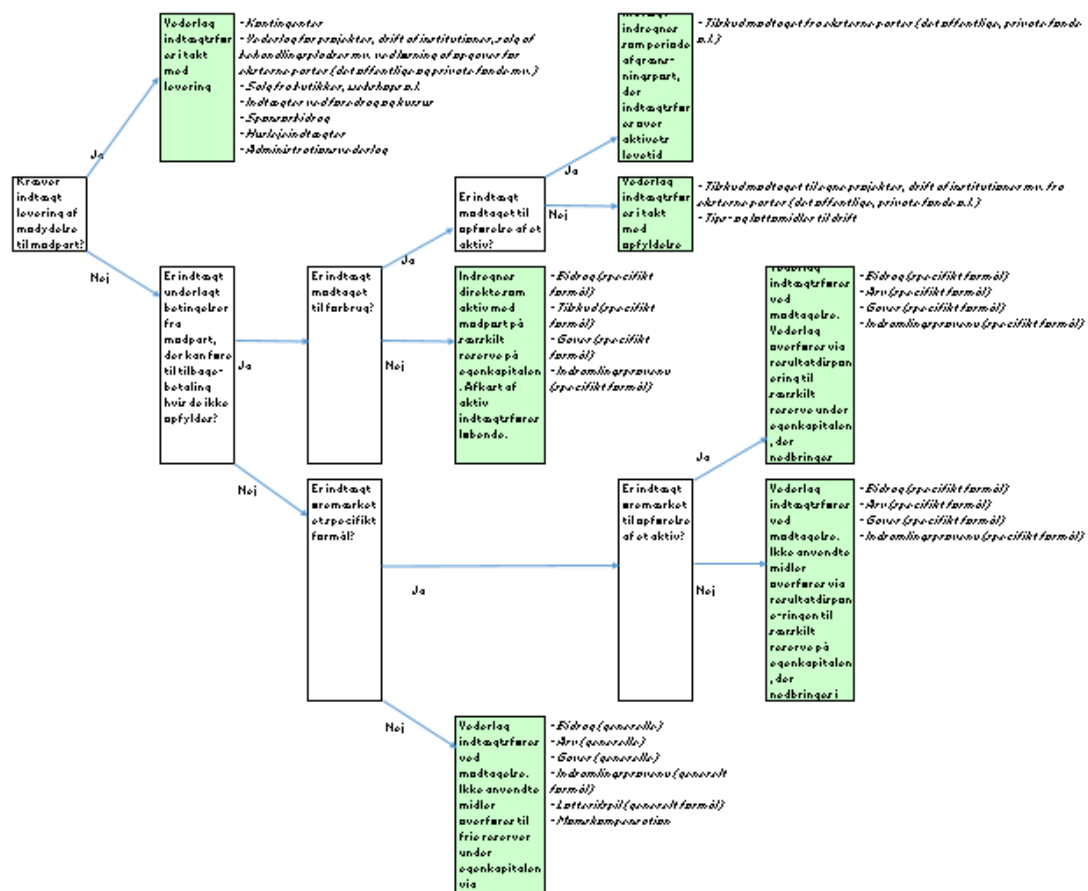 Vederlag
indtægtsfør
es i takt
med
levering
- Kontingenter
- Vederlag for projekter, drift af institutioner, salg af
behandlingspladser mv. ved løsning af opgaver for
eksterne parter (det offentlige og private fonde mv.)
- Salg fra butikker, webshops o.l.
- Indtægter ved foredrag og kurser
- Sponsorbidrag
- Huslejeindtægter
- Administrationsvederlag
indregnes
som periode
afgræns-
ningspost,
der
indtægtsfør
es over
aktivets
levetid
- Tilskud modtaget fra eksterne parter (det offentlige, private fonde
o.l.)
Ja
Kræver
indtægt
levering af
modydelse
til modpart?
Nej
Er indtægt
modtaget til
opførelse af et
aktiv?
Ja
Nej
Vederlag
indtægtsfør
es i takt
med
opfyldelse
- Tilskud modtaget til egne projekter, drift af institutioner mv. fra
eksterne parter (det offentlige, private fonde o.l.)
- Tips- og lottomidler til drift
Er indtægt
underlagt
betingelser
fra
modpart,
der kan føre
til tilbage-
betaling
hvis de ikke
opfyldes?
Ja
Nej
Er indtægt
modtaget
til forbrug?
Ja
Nej
Indregnes
direkte som
aktiv med
modpost på
særskilt
reserve på
egenkapitalen
. Afkast af
aktiv
indtægtsføres
løbende.
- Bidrag (specifikt
formål)
- Tilskud (specifikt
formål)
- Gaver (specifikt
formål)
- Indsamlingsprovenu
(specifikt formål)
Vederlag
indtægtsføres
ved
modtagelse.
Vederlag
overføres via
resultatdispon
ering til
særskilt
reserve under
egenkapitalen
, der
nedbringes
- Bidrag (specifikt formål)
- Arv (specifikt formål)
- Gaver (specifikt formål)
- Indsamlingsprovenu (specifikt formål)
Er indtægt
øremærket
et specifikt
formål?
Ja
Nej
Er indtægt
øremærket
til opførelse
af et aktiv?
Ja
Nej
Vederlag
indtægtsføres
ved
modtagelse.
Ikke anvendte
midler
overføres via
resultatdispon
e-ringen til
særskilt
reserve på
egenkapitalen
, der
nedbringes i
- Bidrag (specifikt formål)
- Arv (specifikt formål)
- Gaver (specifikt formål)
- Indsamlingsprovenu (specifikt formål)
Vederlag
indtægtsføres
ved
modtagelse.
Ikke anvendte
midler
overføres til
frie reserver
under
egenkapitalen
via
- Bidrag (generelle)
- Arv (generelle)
- Gaver (generelle)
- Indsamlingsprovenu (generelt
formål)
- Lotterispil (generelt formål)
- Momskompensation